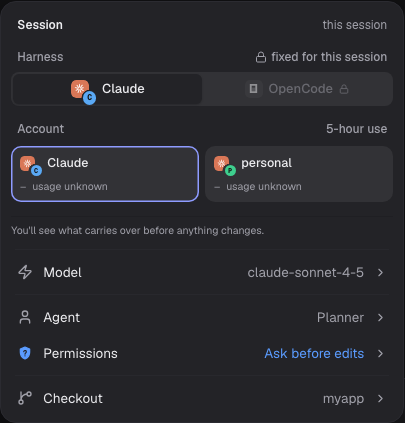 Session this session
Harness fixed for this session
C Claude OpenCode
Account 5-hour use
C Claude P personal
– usage unknown – usage unknown
You'll see what carries over before anything changes.
Model claude-sonnet-4-5
Agent Planner
? Permissions Ask before edits
Checkout myapp